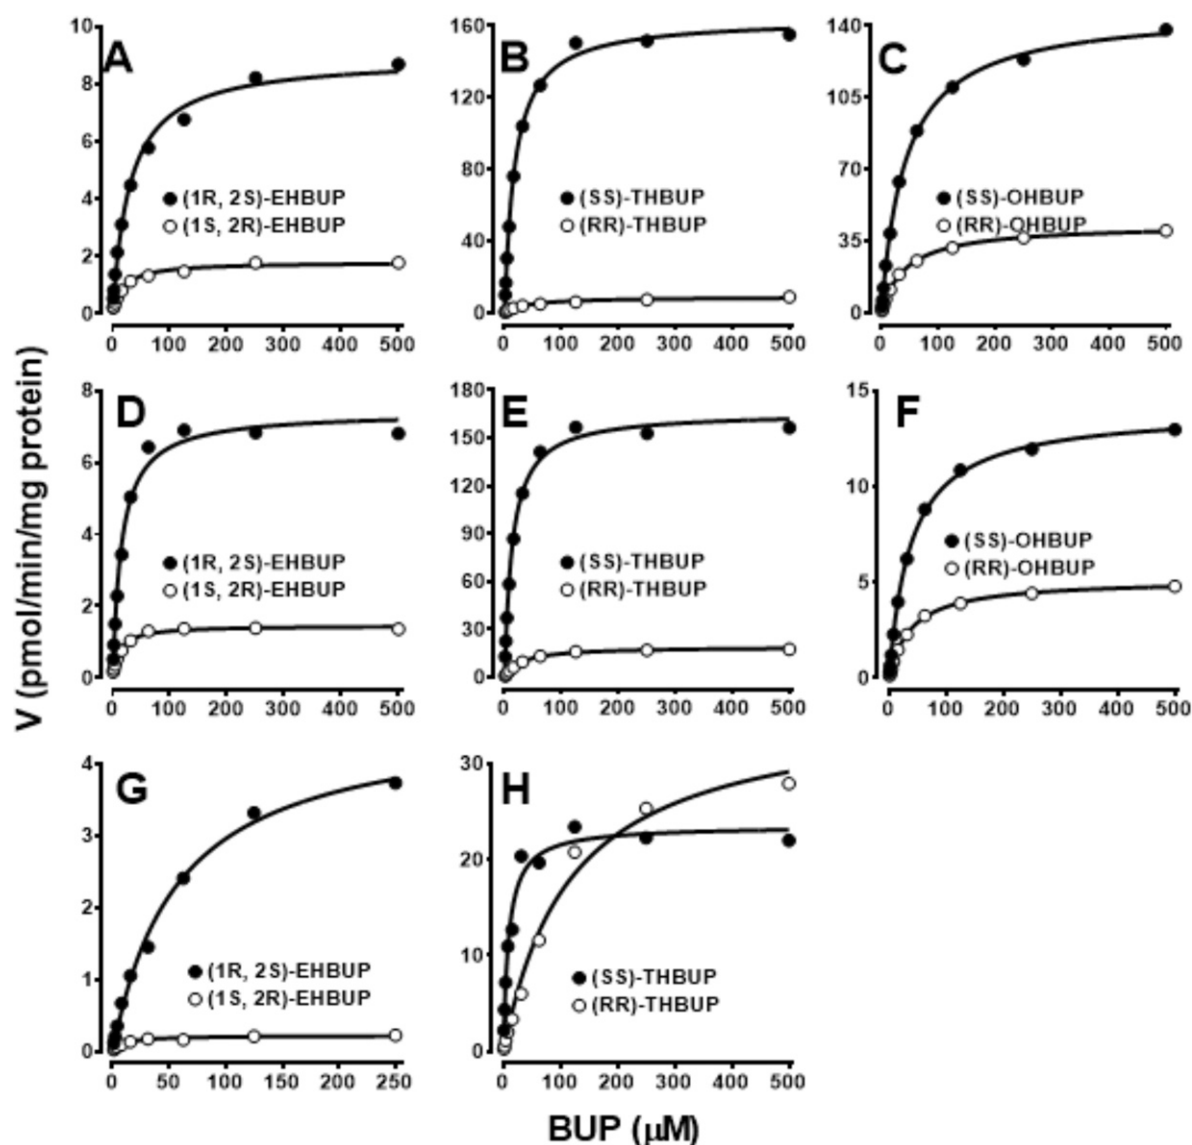 V (pmol/min/mg protein)
A
10
8
6
4
2
0
(1R, 2S)-EHBUP
(1S, 2R)-EHBUP
0 100 200 300 400 500
B
160
120
80
40
0
(SS)-THBUP
(RR)-THBUP
0 100 200 300 400 500
C
140
105
70
35
0
(SS)-OHBUP
(RR)-OHBUP
0 100 200 300 400 500
D
8
6
4
2
0
(1R, 2S)-EHBUP
(1S, 2R)-EHBUP
0 100 200 300 400 500
E
180
150
120
90
60
30
0
(SS)-THBUP
(RR)-THBUP
0 100 200 300 400 500
F
15
10
5
0
(SS)-OHBUP
(RR)-OHBUP
0 100 200 300 400 500
G
4
3
2
1
0
(1R, 2S)-EHBUP
(1S, 2R)-EHBUP
0 50 100 150 200 250
H
30
20
10
0
(SS)-THBUP
(RR)-THBUP
0 100 200 300 400 500
BUP (μM)